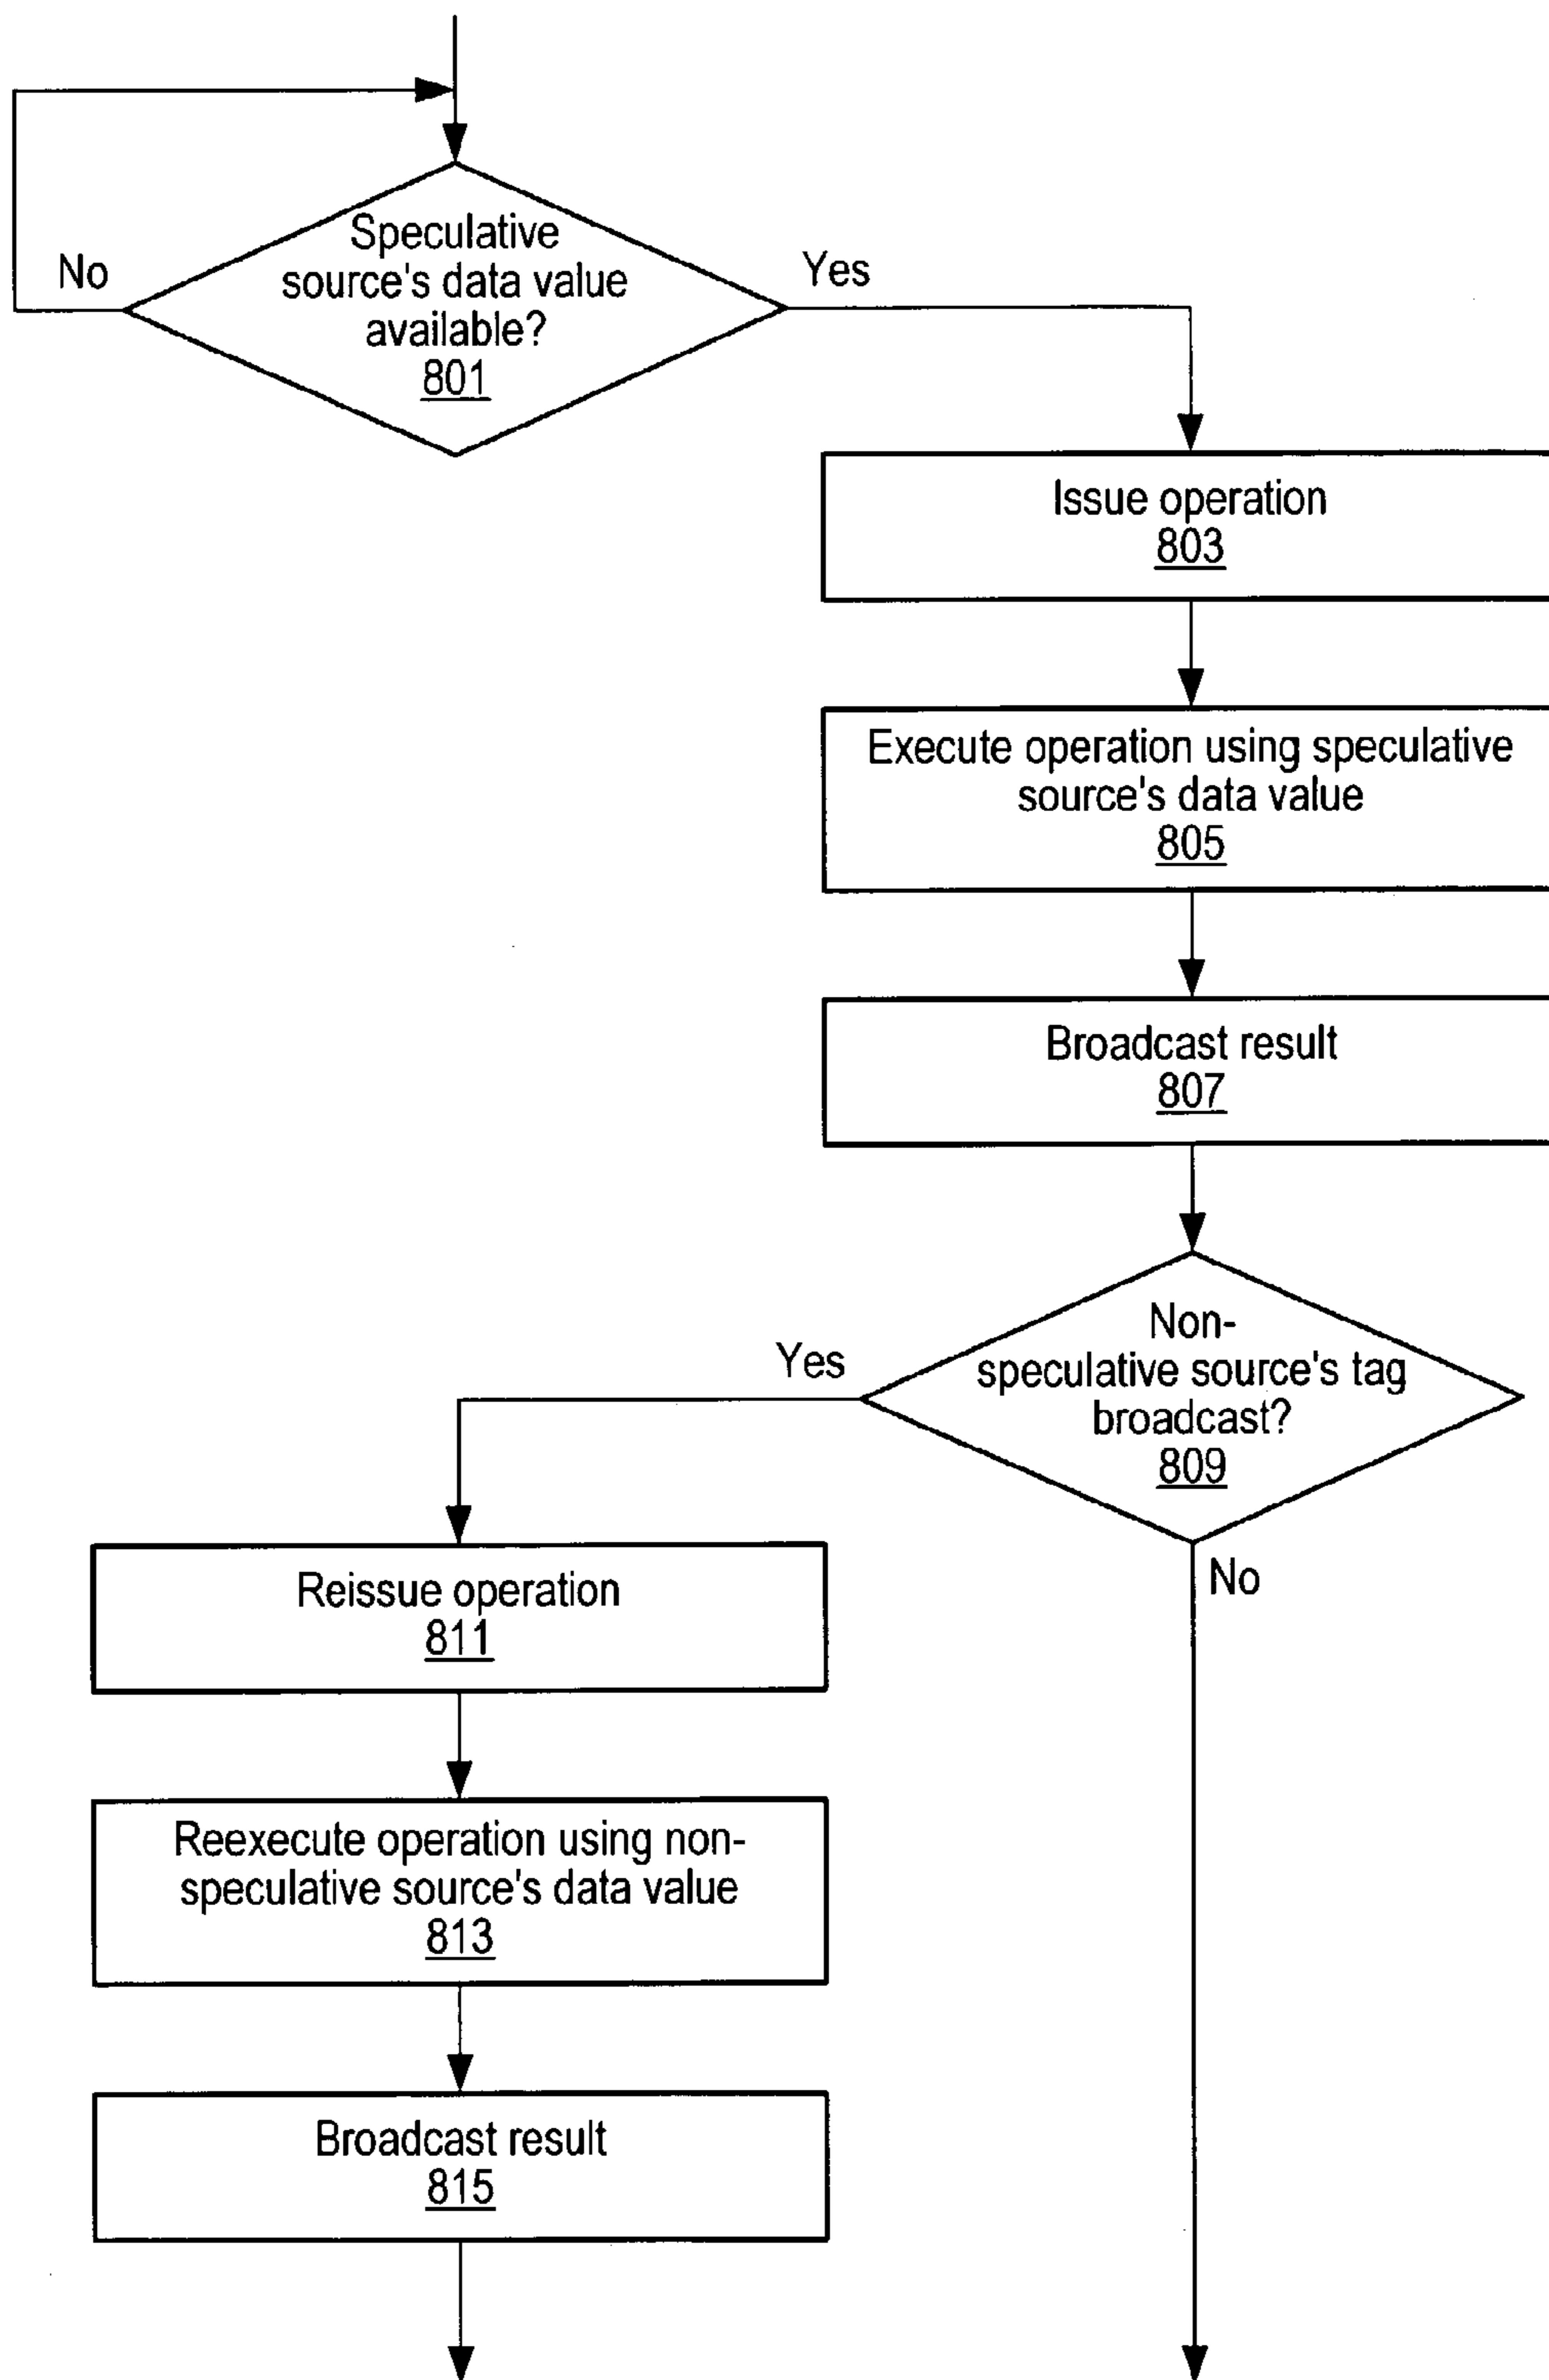 Speculative
source's data value
available?
801
No
Yes
Issue operation
803
Execute operation using speculative
source's data value
805
Broadcast result
807
Non-
speculative source's tag
broadcast?
809
Yes
No
Reissue operation
811
Reexecute operation using non-
speculative source's data value
813
Broadcast result
815